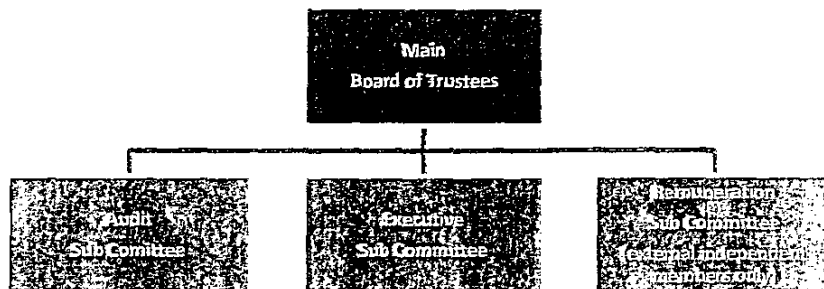 Main
Board of Trustees
Audit
Sub Comittee
Executive
Sub Committee
Remuneration
Sub Committee
(external independent
members only)